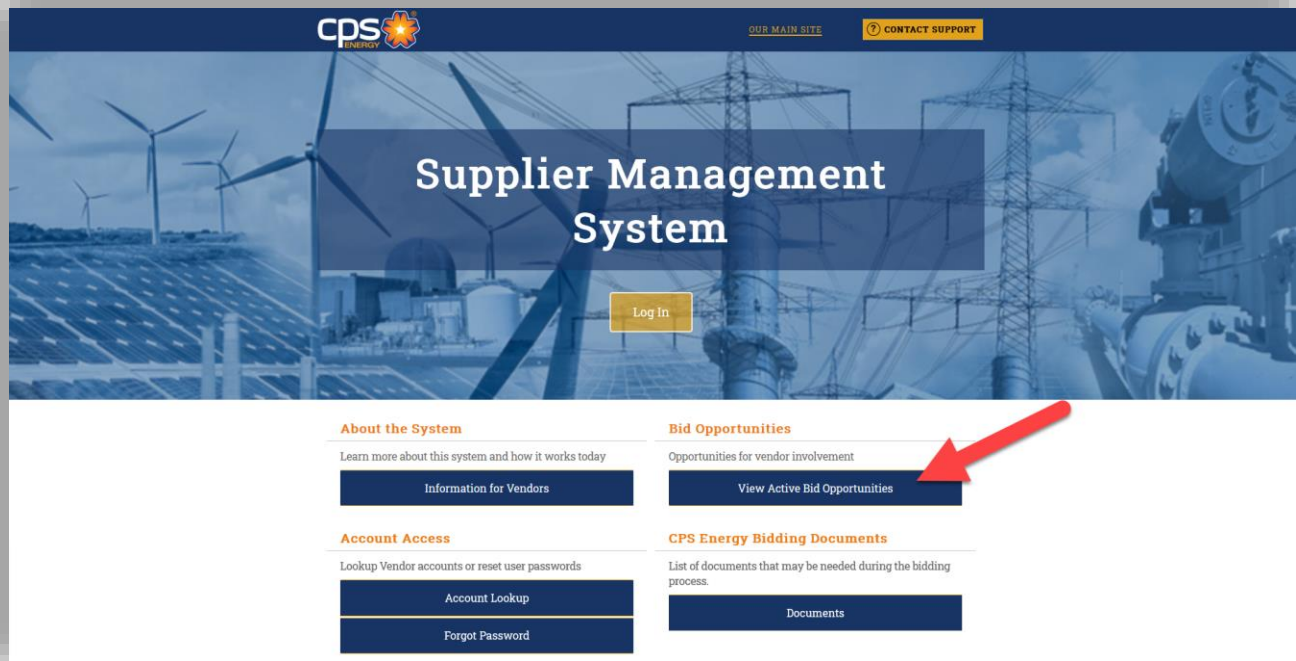 cps
ENERGY
OUR MAIN SITE
? CONTACT SUPPORT
Supplier Management
System
Log In
About the System
Learn more about this system and how it works today
Information for Vendors
Bid Opportunities
Opportunities for vendor involvement
View Active Bid Opportunities
Account Access
Lookup Vendor accounts or reset user passwords
Account Lookup
Forgot Password
CPS Energy Bidding Documents
List of documents that may be needed during the bidding
process.
Documents